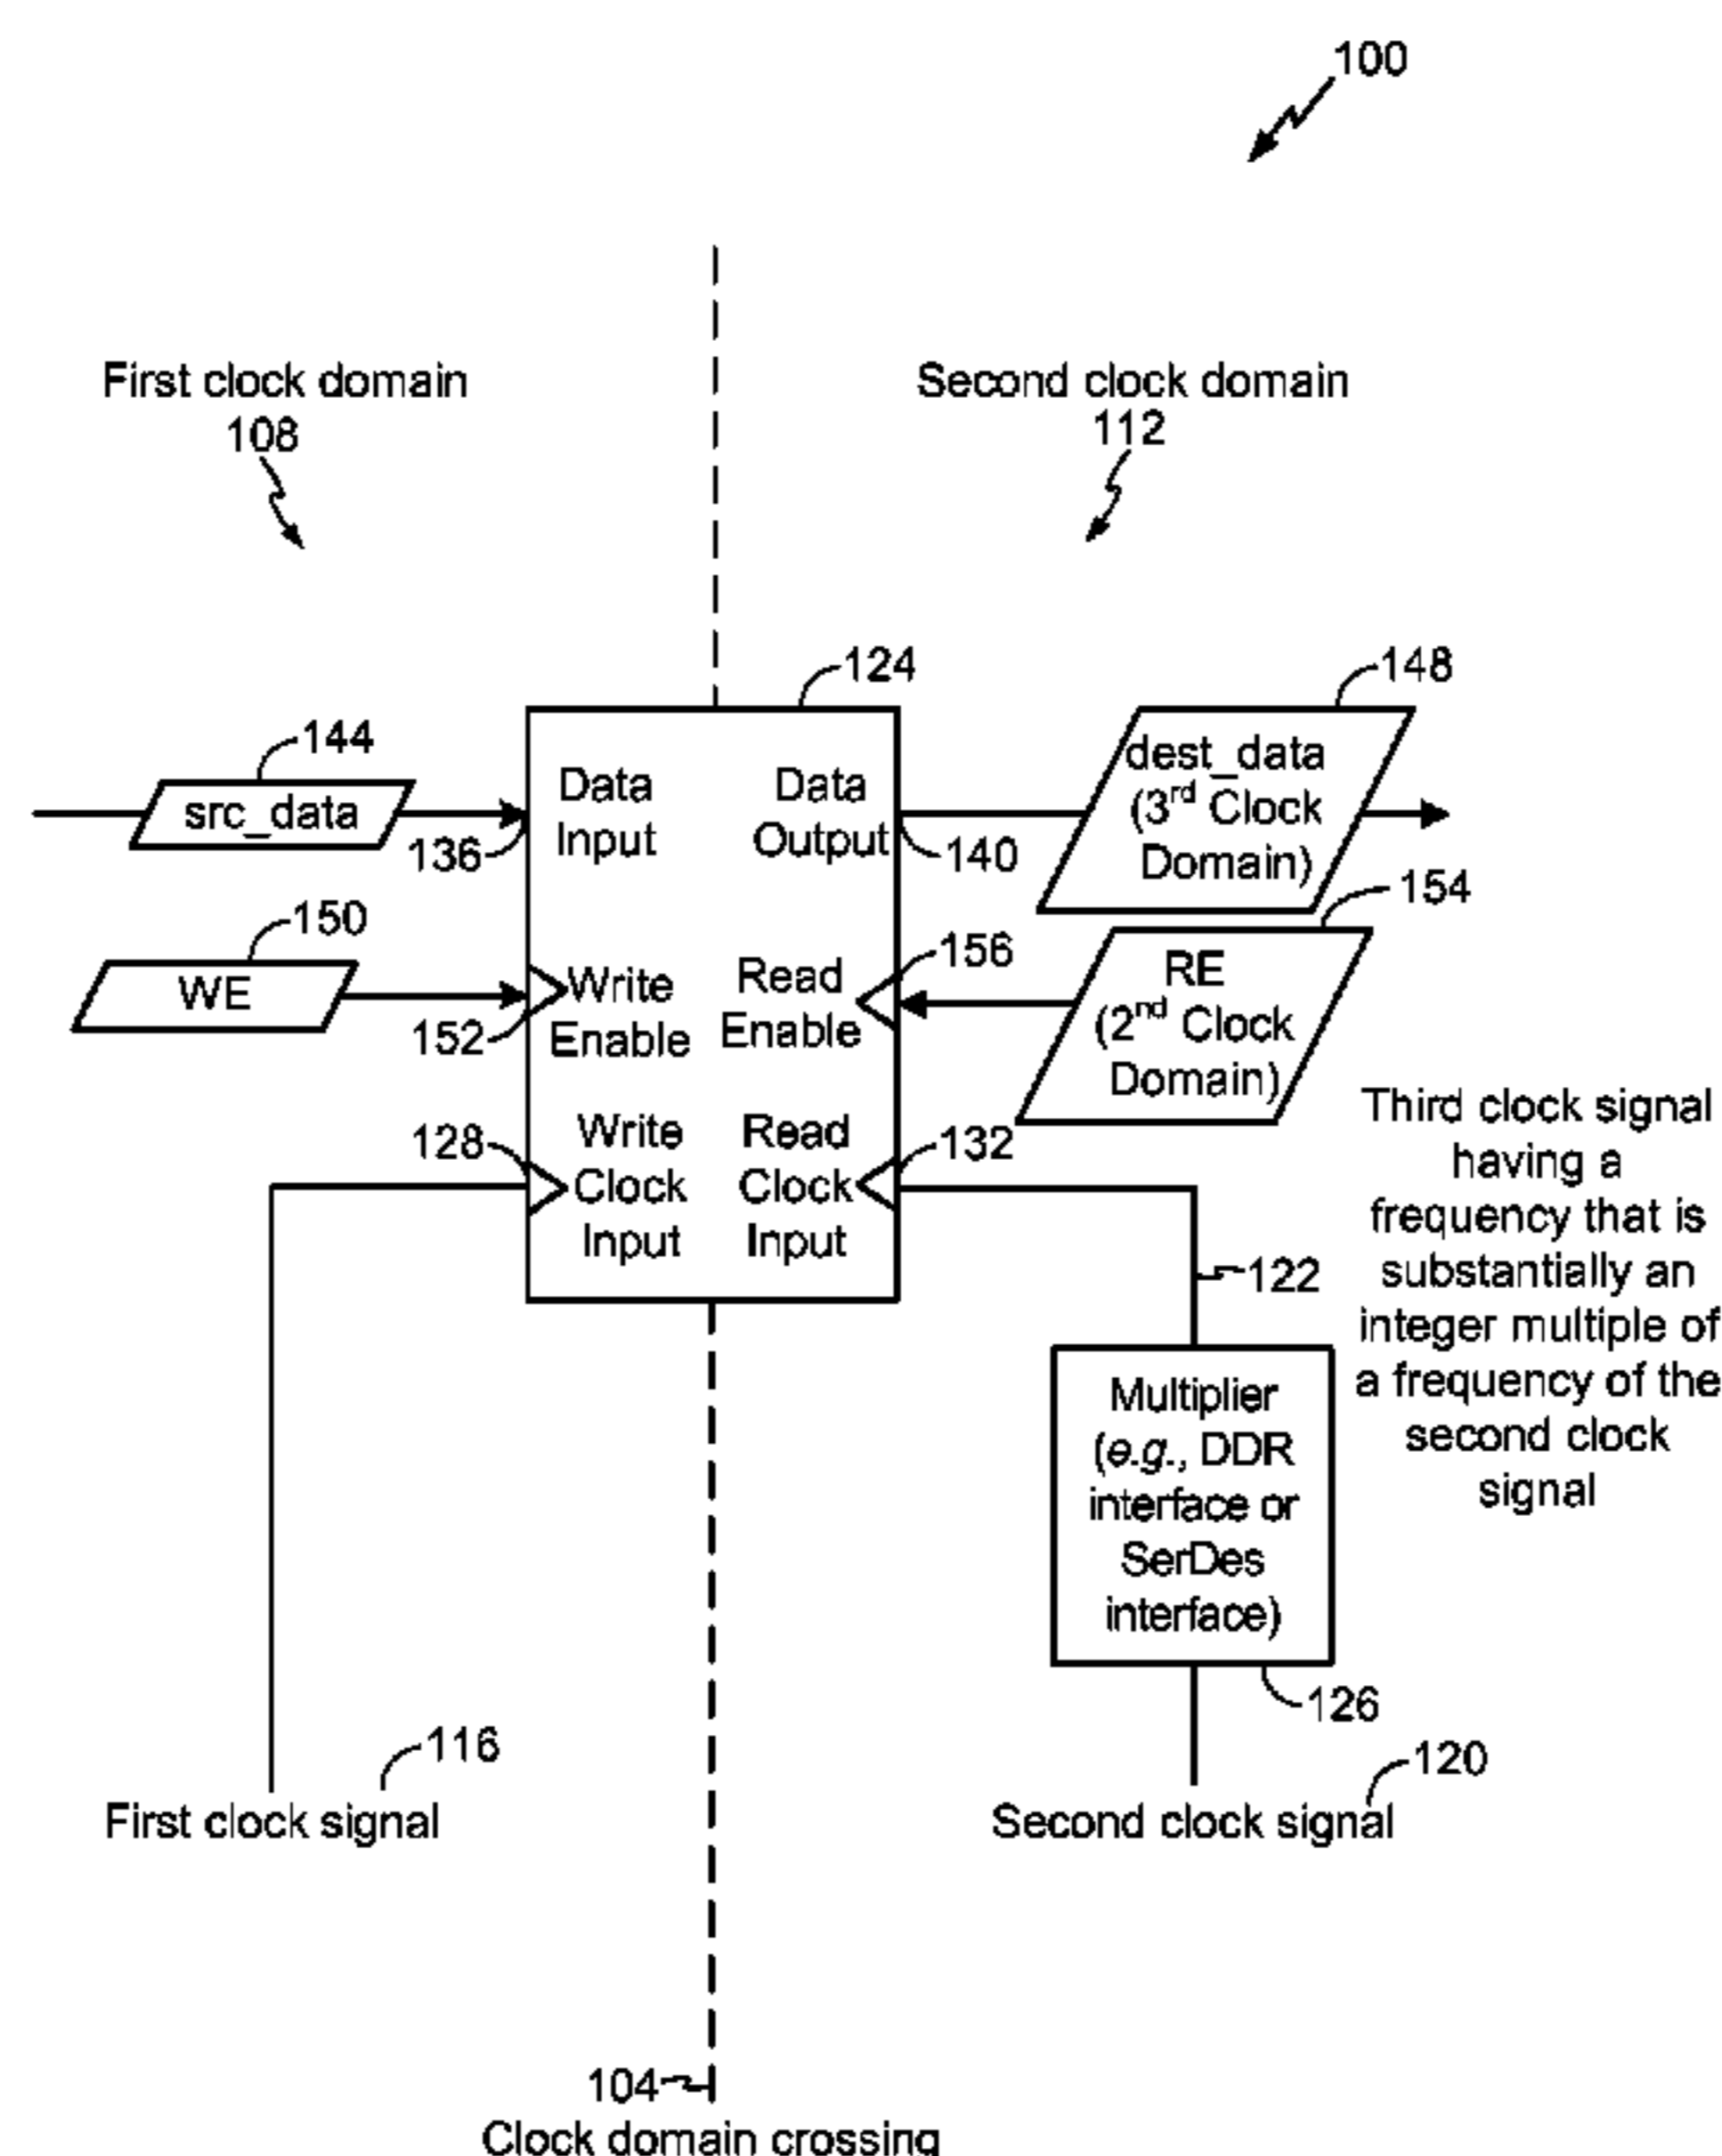 100
First clock domain
108
Second clock domain
112
124
148
144
src_data
136
Data
Input
Data
Output
140
dest_data
(3rd Clock
Domain)
154
150
WE
152
Write
Enable
Read
Enable
156
RE
(2nd Clock
Domain)
128
Write
Clock
Input
Read
Clock
Input
132
122
Third clock signal
having a
frequency that is
substantially an
integer multiple of
a frequency of the
second clock
signal
Multiplier
(e.g., DDR
interface or
SerDes
interface)
126
116
First clock signal
120
Second clock signal
104
Clock domain crossing